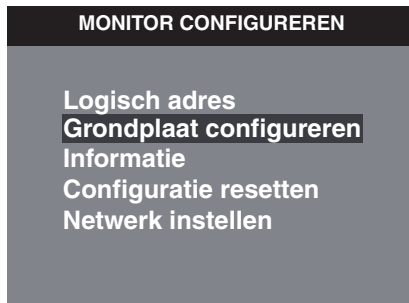 MONITOR CONFIGUREREN
Logisch adres
Grondplaat configureren
Informatie
Configuratie resetten
Netwerk instellen